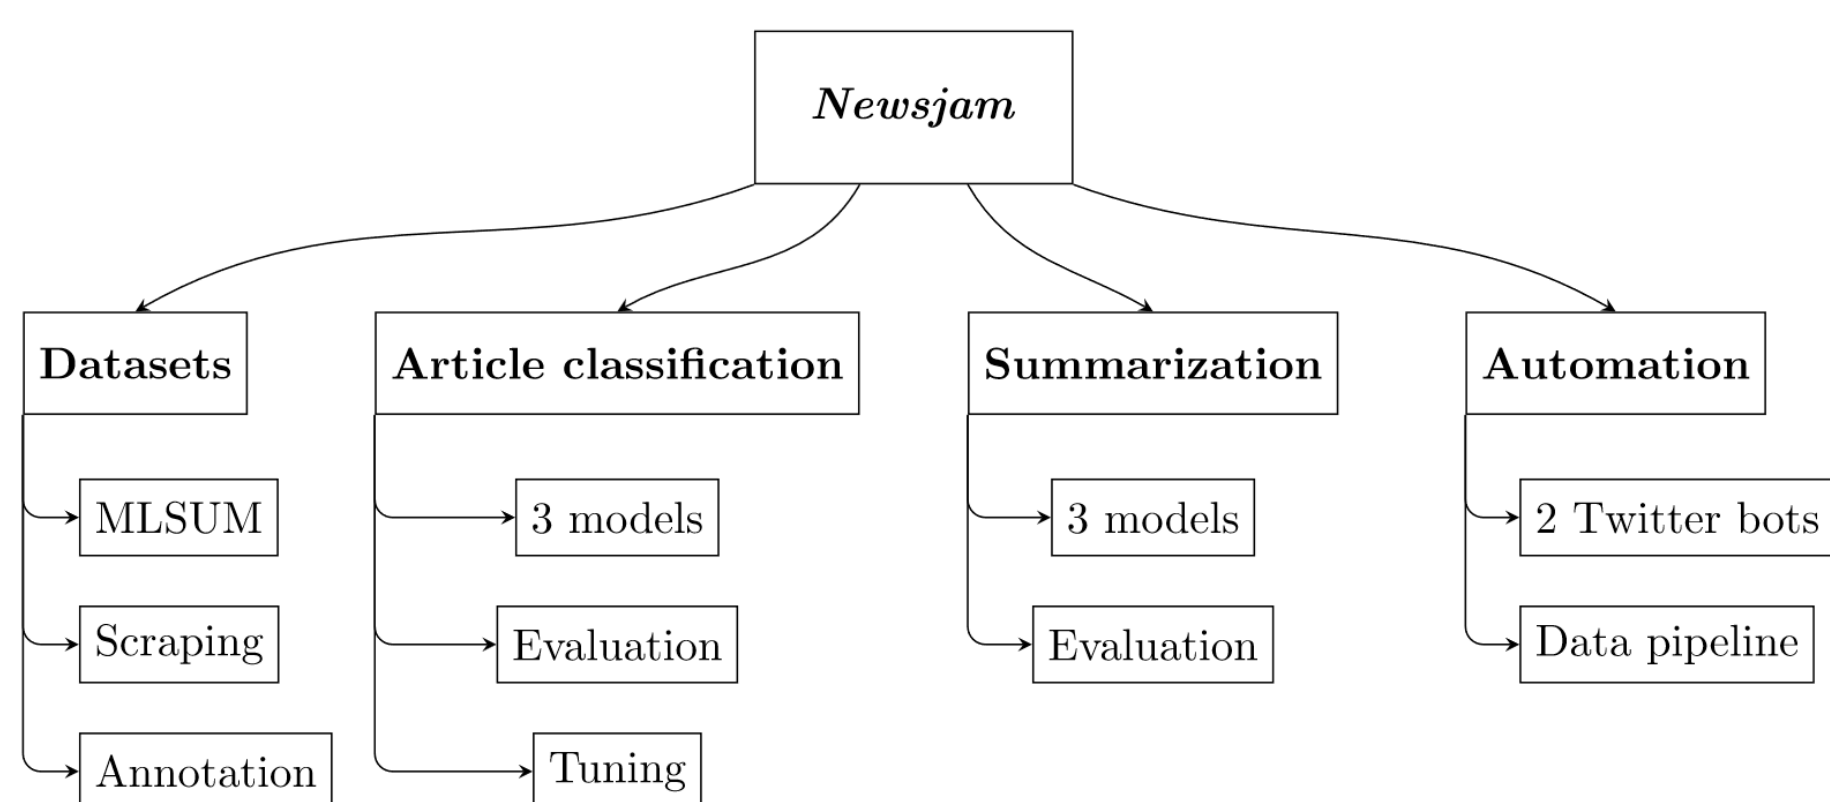 Newsjam
Datasets
Article classification
Summarization
Automation
MLSUM
3 models
3 models
2 Twitter bots
Scraping
Evaluation
Evaluation
Data pipeline
Annotation
Tuning